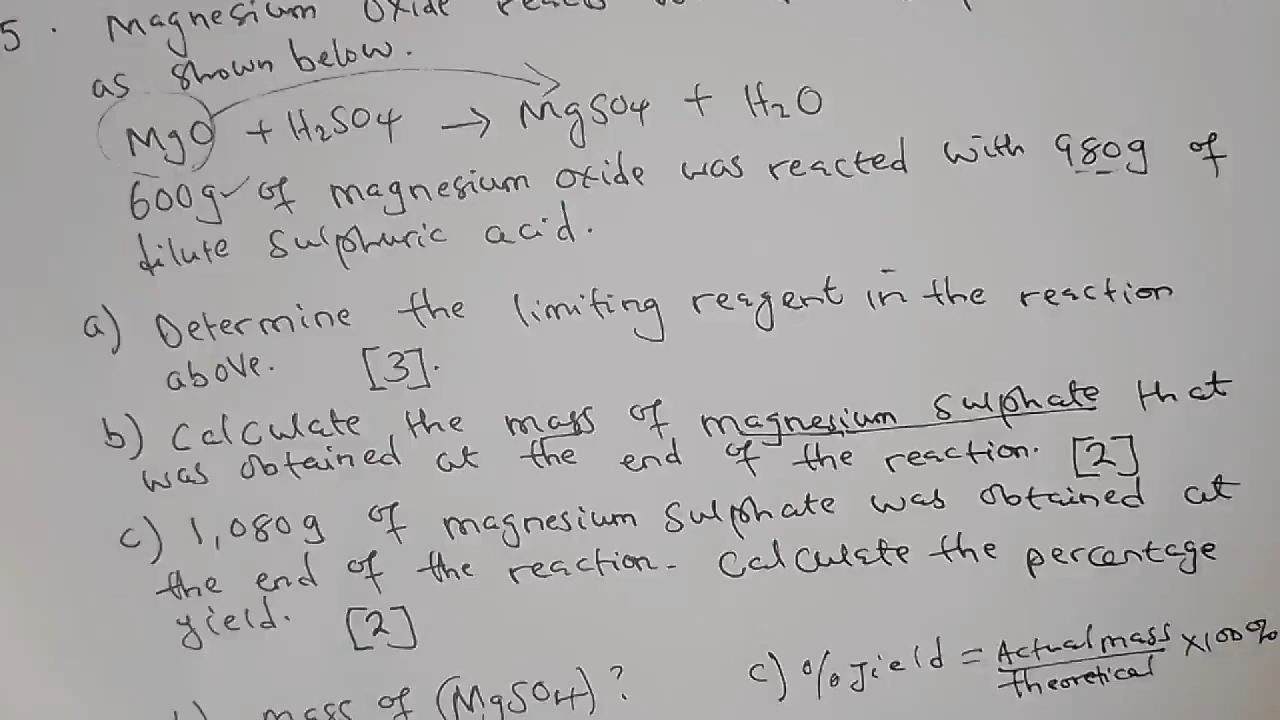 5. Magnesium oxide reacts
as shown below.
MgO + H2SO4 → MgSO4 + H2O
600g of magnesium oxide was reacted with 980g of
dilute sulphuric acid.
a) Determine the limiting reagent in the reaction
above. [3].
b) Calculate the mass of magnesium sulphate that
was obtained at the end of the reaction. [2]
c) 1,080g of magnesium sulphate was obtained at
the end of the reaction. Calculate the percentage
yield. [2]
c) % yield = Actual mass / theoretical ×100%
mass of (MgSO4)?